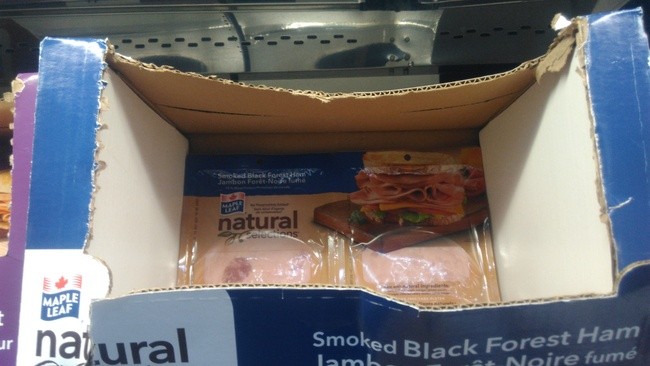 Smoked Black Forest Ham
Jambon Forêt-Noire fumé
MAPLE
LEAF
natural
selections
MAPLE
LEAF
natural
Smoked Black Forest Ham
Jambon Forêt-Noire fumé